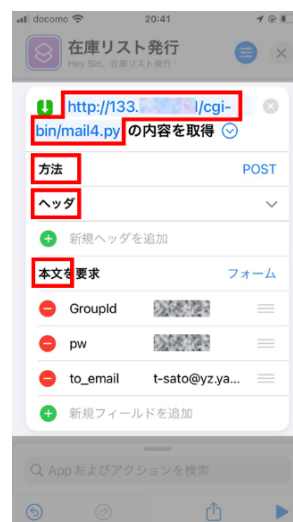 docomo 20:41
在庫リスト発行
Hey Siri、在庫リスト発行
http://133. l/cgi-
bin/mail4.py の内容を取得
方法 POST
ヘッダ
新規ヘッダを追加
本文を要求 フォーム
GroupId
pw
to_email t-sato@yz.ya...
新規フィールドを追加
Appおよびアクションを検索